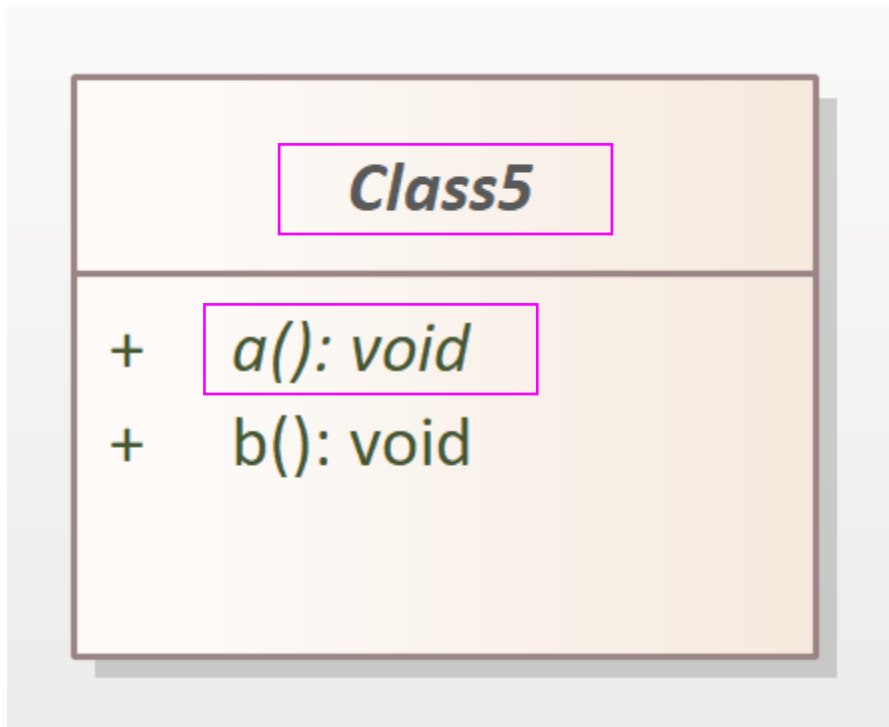 Class5
+ a(): void
+ b(): void